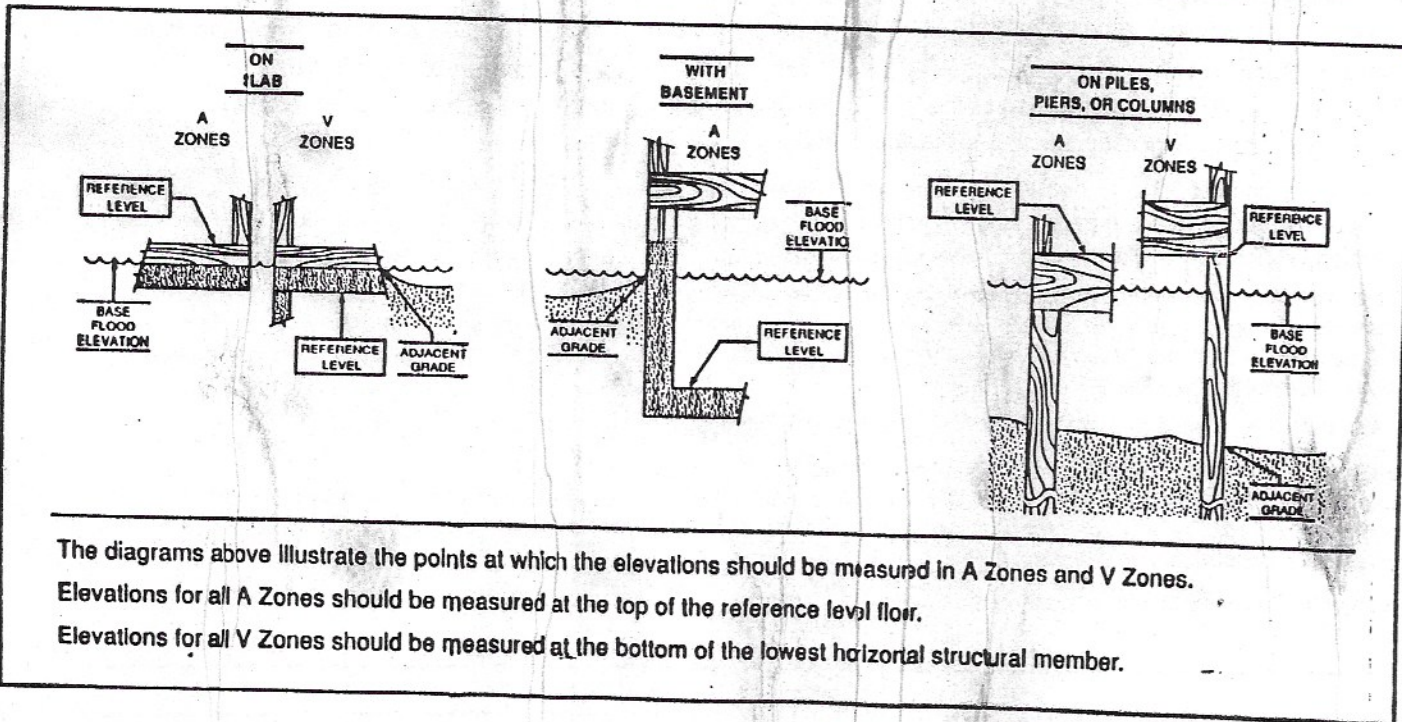 ON
SLAB
A
ZONES
V
ZONES
REFERENCE
LEVEL
BASE
FLOOD
ELEVATION
REFERENCE
LEVEL
ADJACENT
GRADE
WITH
BASEMENT
A
ZONES
BASE
FLOOD
ELEVATION
ADJACENT
GRADE
REFERENCE
LEVEL
ON PILES,
PIERS, OR COLUMNS
A
ZONES
V
ZONES
REFERENCE
LEVEL
REFERENCE
LEVEL
BASE
FLOOD
ELEVATION
ADJACENT
GRADE
The diagrams above illustrate the points at which the elevations should be measured in A Zones and V Zones.
Elevations for all A Zones should be measured at the top of the reference level floor.
Elevations for all V Zones should be measured at the bottom of the lowest horizontal structural member.